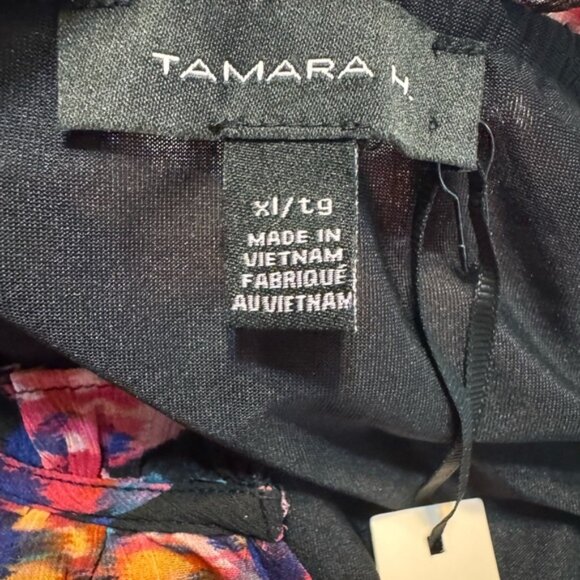 TAMARA N.
xl/tg
MADE IN
VIETNAM
FABRIQUÉ
AU VIETNAM